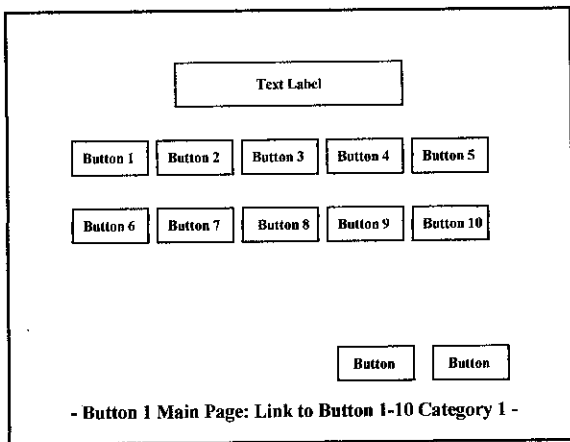 Text Label
Button 1 Button 2 Button 3 Button 4 Button 5
Button 6 Button 7 Button 8 Button 9 Button 10
Button Button
- Button 1 Main Page: Link to Button 1-10 Category 1 -